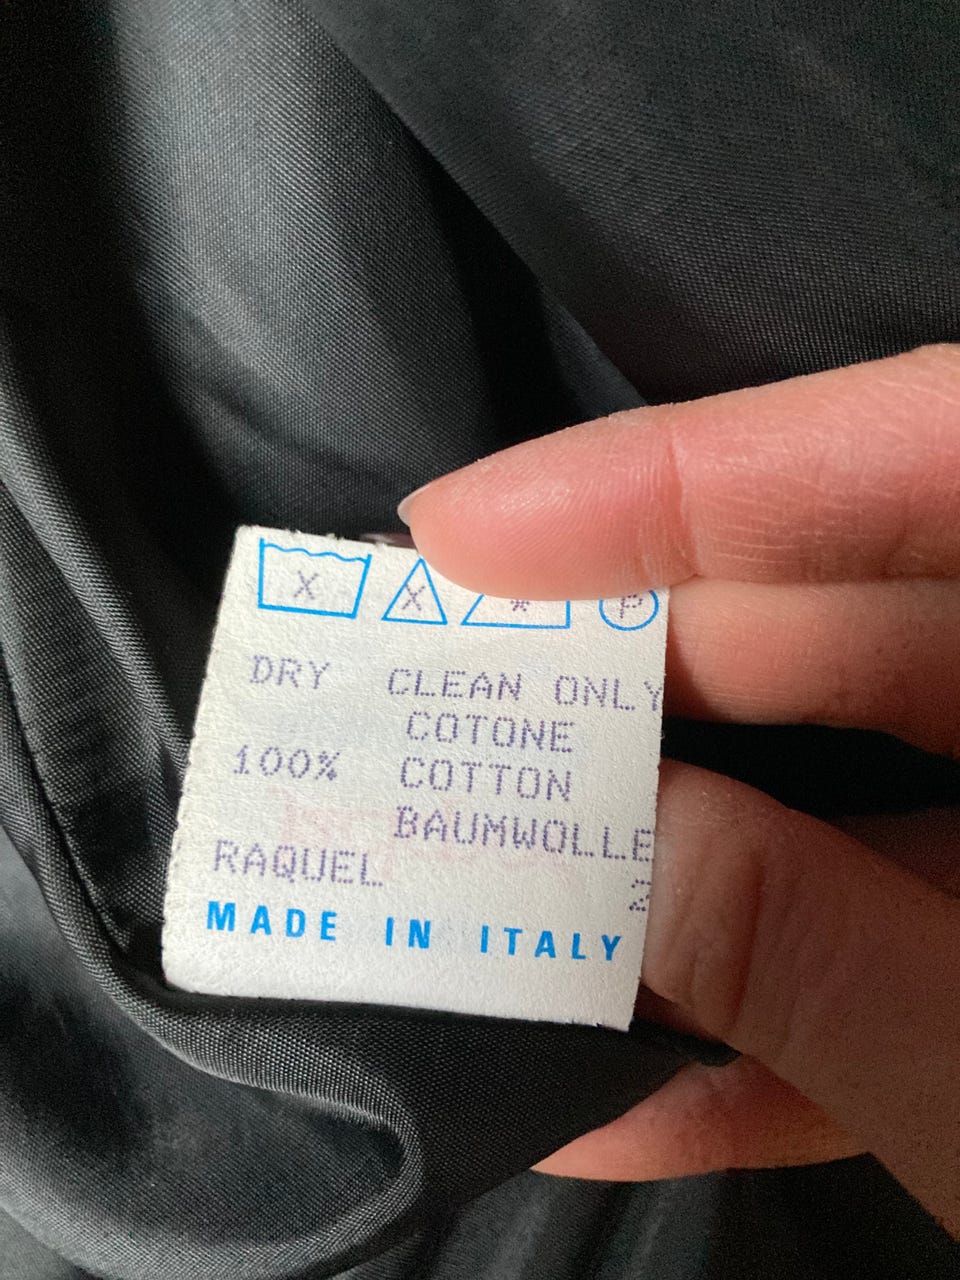 X X * P
DRY CLEAN ONLY
COTONE
100% COTTON
BAUMWOLLE
RAQUEL
MADE IN ITALY